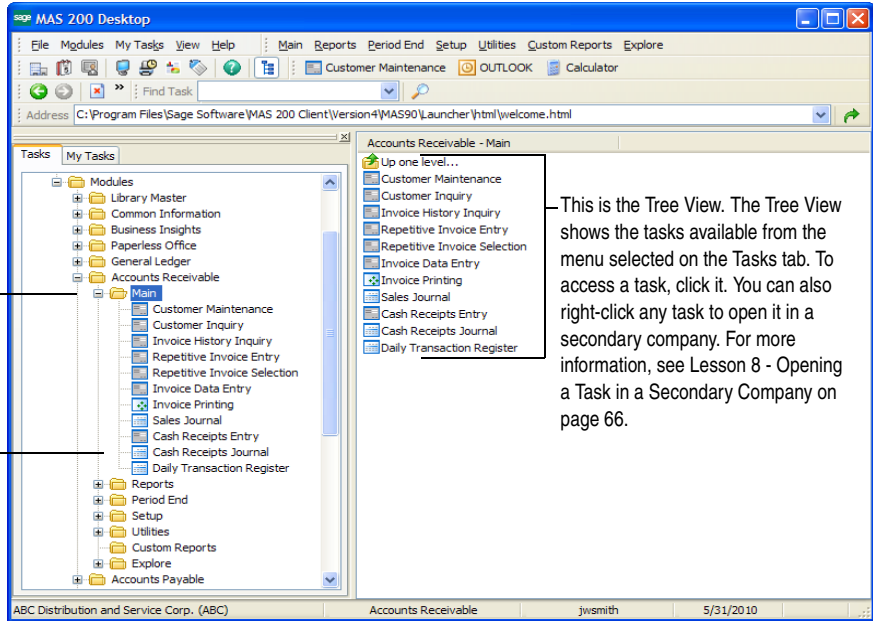 sage MAS 200 Desktop
File Modules My Tasks View Help Main Reports Period End Setup Utilities Custom Reports Explore
Customer Maintenance OUTLOOK Calculator
Find Task
Address C:\Program Files\Sage Software\MAS 200 Client\Version4\MAS90\Launcher\html\welcome.html
Tasks My Tasks
Modules
Library Master
Common Information
Business Insights
Paperless Office
General Ledger
Accounts Receivable
Main
Customer Maintenance
Customer Inquiry
Invoice History Inquiry
Repetitive Invoice Entry
Repetitive Invoice Selection
Invoice Data Entry
Invoice Printing
Sales Journal
Cash Receipts Entry
Cash Receipts Journal
Daily Transaction Register
Reports
Period End
Setup
Utilities
Custom Reports
Explore
Accounts Payable
Accounts Receivable - Main
Up one level...
Customer Maintenance
Customer Inquiry
Invoice History Inquiry
Repetitive Invoice Entry
Repetitive Invoice Selection
Invoice Data Entry
Invoice Printing
Sales Journal
Cash Receipts Entry
Cash Receipts Journal
Daily Transaction Register
This is the Tree View. The Tree View
shows the tasks available from the
menu selected on the Tasks tab. To
access a task, click it. You can also
right-click any task to open it in a
secondary company. For more
information, see Lesson 8 - Opening
a Task in a Secondary Company on
page 66.
ABC Distribution and Service Corp. (ABC) Accounts Receivable jwsmith 5/31/2010